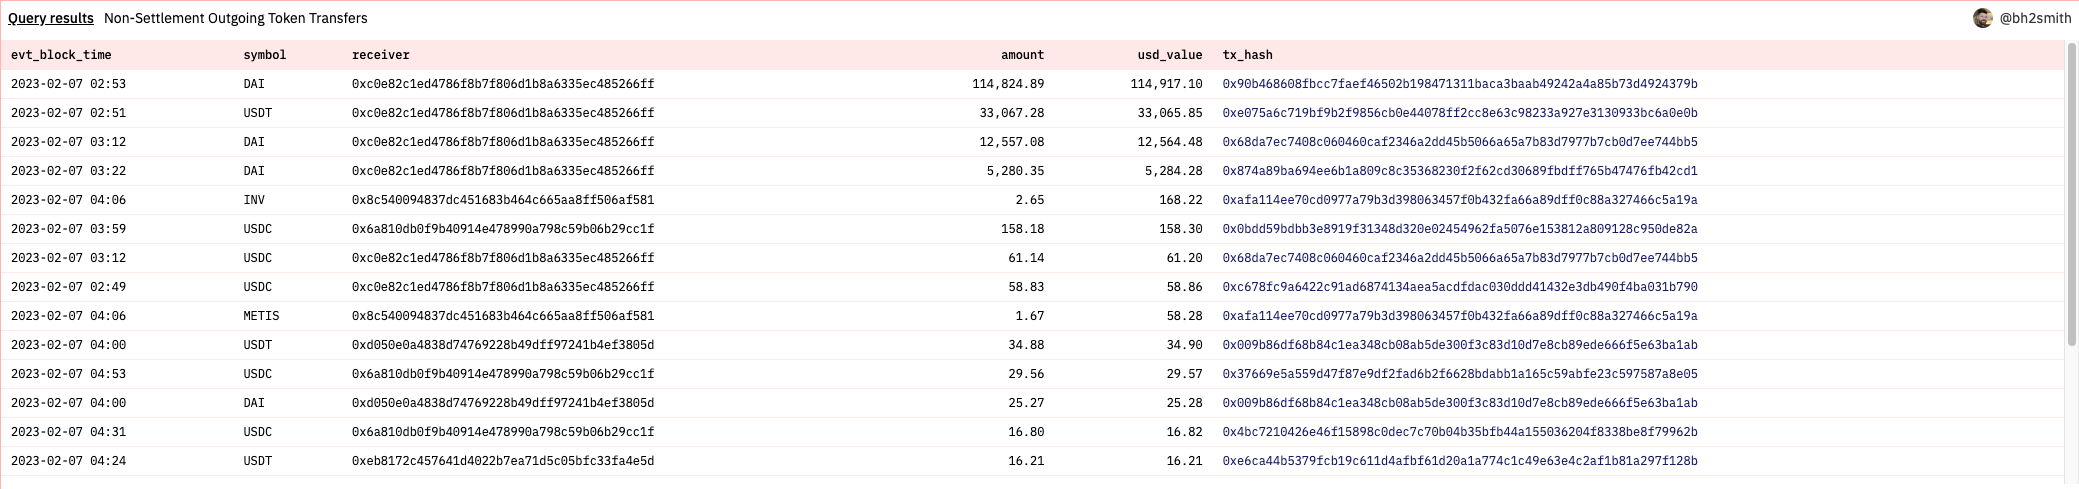 Query results Non-Settlement Outgoing Token Transfers @bh2smith
evt_block_time symbol receiver amount usd_value tx_hash
2023-02-07 02:53 DAI 0xc0e82c1ed4786f8b7f806d1b8a6335ec485266ff 114,824.89 114,917.10 0x90b468608fbcc7faef46502b198471311baca3baab49242a4a85b73d4924379b
2023-02-07 02:51 USDT 0xc0e82c1ed4786f8b7f806d1b8a6335ec485266ff 33,067.28 33,065.85 0xe075a6c719bf9b2f9856cb0e44078ff2cc8e63c98233a927e3130933bc6a0e0b
2023-02-07 03:12 DAI 0xc0e82c1ed4786f8b7f806d1b8a6335ec485266ff 12,557.08 12,564.48 0x68da7ec7408c060460caf2346a2dd45b5066a65a7b83d7977b7cb0d7ee744bb5
2023-02-07 03:22 DAI 0xc0e82c1ed4786f8b7f806d1b8a6335ec485266ff 5,280.35 5,284.28 0x874a89ba694ee6b1a809c8c35368230f2f62cd30689fbdff765b47476fb42cd1
2023-02-07 04:06 INV 0x8c540094837dc451683b464c665aa8ff506af581 2.65 168.22 0xafa114ee70cd0977a79b3d398063457f0b432fa66a89dff0c88a327466c5a19a
2023-02-07 03:59 USDC 0x6a810db0f9b40914e478990a798c59b06b29cc1f 158.18 158.30 0x0bdd59bdbb3e8919f31348d320e02454962fa5076e153812a809128c950de82a
2023-02-07 03:12 USDC 0xc0e82c1ed4786f8b7f806d1b8a6335ec485266ff 61.14 61.20 0x68da7ec7408c060460caf2346a2dd45b5066a65a7b83d7977b7cb0d7ee744bb5
2023-02-07 02:49 USDC 0xc0e82c1ed4786f8b7f806d1b8a6335ec485266ff 58.83 58.86 0xc678fc9a6422c91ad6874134aea5acdfdac030ddd41432e3db490f4ba031b790
2023-02-07 04:06 METIS 0x8c540094837dc451683b464c665aa8ff506af581 1.67 58.28 0xafa114ee70cd0977a79b3d398063457f0b432fa66a89dff0c88a327466c5a19a
2023-02-07 04:00 USDT 0xd050e0a4838d74769228b49dff97241b4ef3805d 34.88 34.90 0x009b86df68b84c1ea348cb08ab5de300f3c83d10d7e8cb89ede666f5e63ba1ab
2023-02-07 04:53 USDC 0x6a810db0f9b40914e478990a798c59b06b29cc1f 29.56 29.57 0x37669e5a559d47f87e9df2fad6b2f6628bdabb1a165c59abfe23c597587a8e05
2023-02-07 04:00 DAI 0xd050e0a4838d74769228b49dff97241b4ef3805d 25.27 25.28 0x009b86df68b84c1ea348cb08ab5de300f3c83d10d7e8cb89ede666f5e63ba1ab
2023-02-07 04:31 USDC 0x6a810db0f9b40914e478990a798c59b06b29cc1f 16.80 16.82 0x4bc7210426e46f15898c0dec7c70b04b35bfb44a155036204f8338be8f79962b
2023-02-07 04:24 USDT 0xeb8172c457641d4022b7ea71d5c05bfc33fa4e5d 16.21 16.21 0xe6ca44b5379fcb19c611d4afbf61d20a1a774c1c49e63e4c2af1b81a297f128b